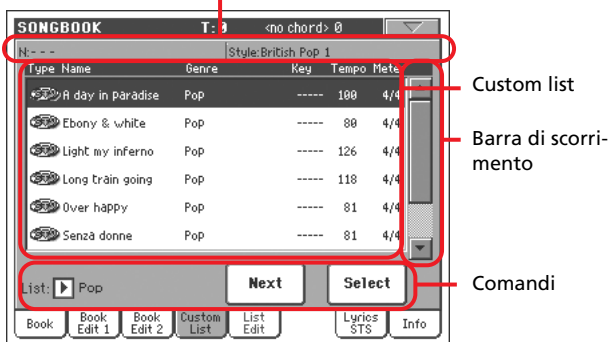 SONGBOOK T: <no chord> 0
N:--- Style:British Pop 1
Type Name Genre Key Tempo Mete
A day in paradise Pop ----- 100 4/4
Ebony & white Pop ----- 80 4/4
Light my inferno Pop ----- 126 4/4
Long train going Pop ----- 118 4/4
Over happy Pop ----- 81 4/4
Senza donne Pop ----- 81 4/4
List: Pop Next Select
Book Book Edit 1 Book Edit 2 Custom List List Edit Lyrics STS Info
Custom list
Barra di scorri-
mento
Comandi